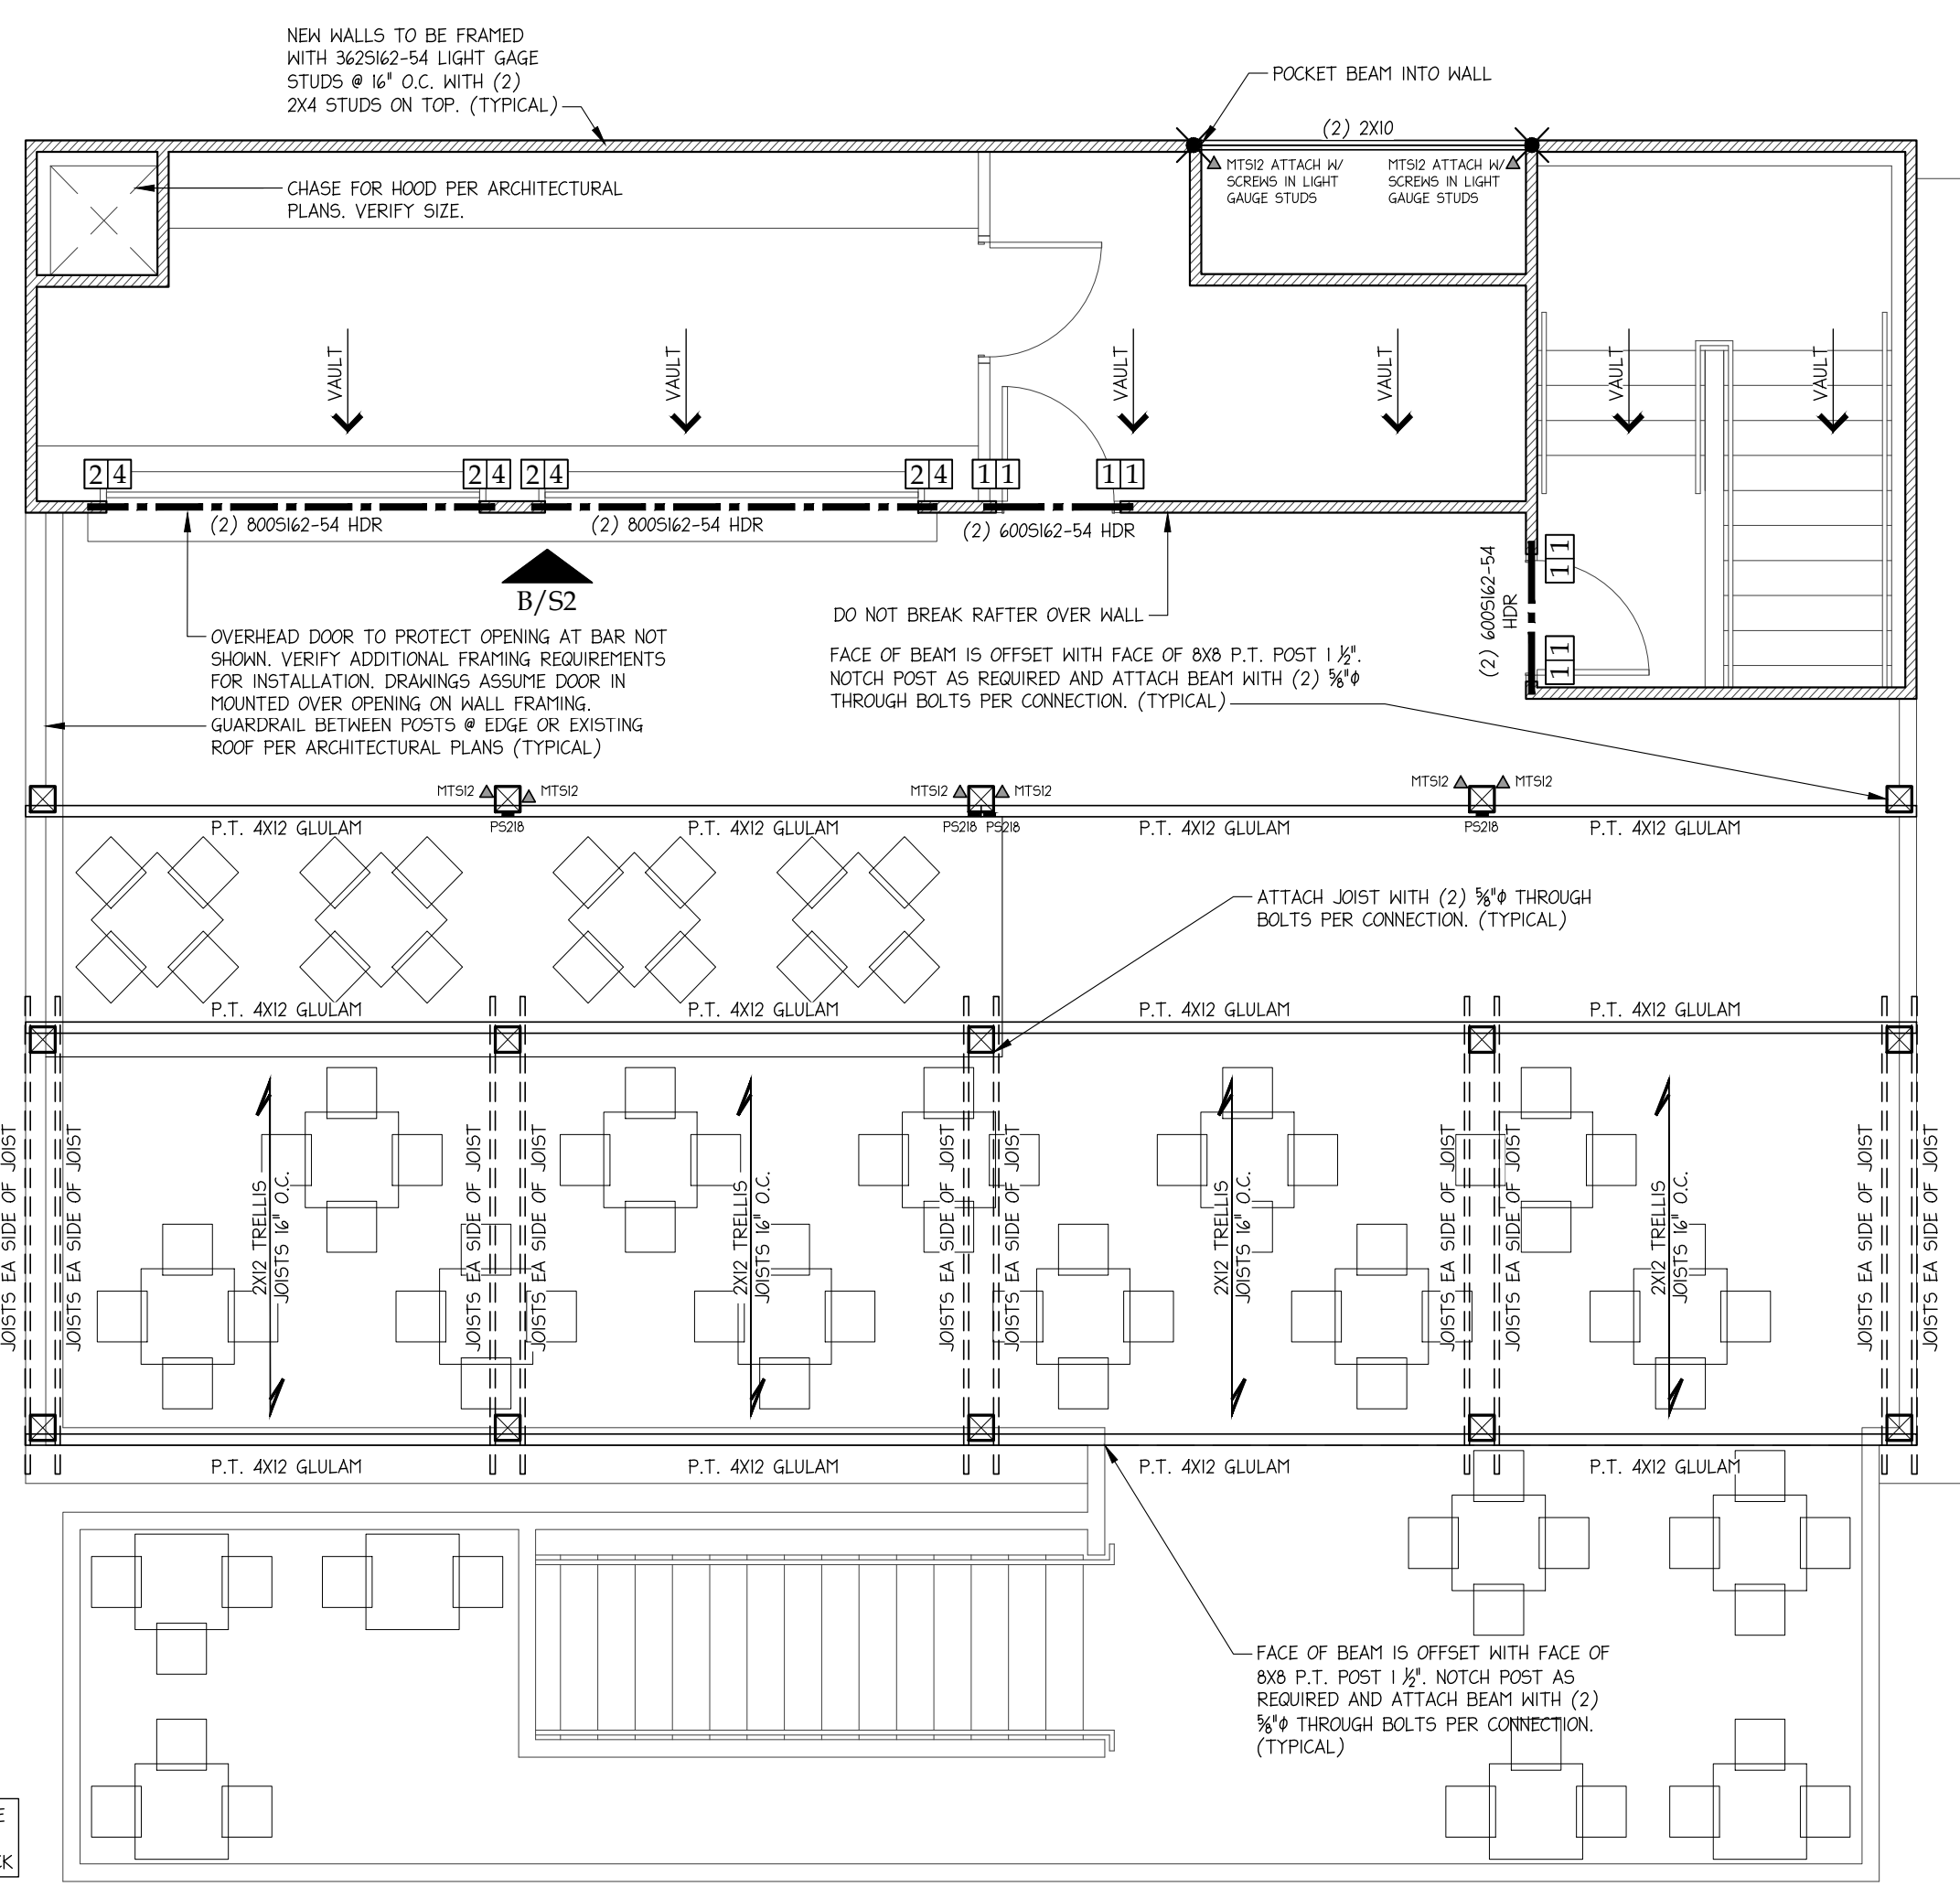 NEW WALLS TO BE FRAMED
WITH 362S162-54 LIGHT GAGE
STUDS @ 16" O.C. WITH (2)
2X4 STUDS ON TOP. (TYPICAL)
POCKET BEAM INTO WALL
(2) 2X10
MTS12 ATTACH W/
SCREWS IN LIGHT
GAUGE STUDS
MTS12 ATTACH W/
SCREWS IN LIGHT
GAUGE STUDS
CHASE FOR HOOD PER ARCHITECTURAL
PLANS. VERIFY SIZE.
VAULT
VAULT
VAULT
VAULT
VAULT
VAULT
2 4
2 4
2 4
2 4
1 1
1 1
(2) 800S162-54 HDR
(2) 800S162-54 HDR
(2) 600S162-54 HDR
1 1
1 1
(2) 600S162-54
HDR
B/S2
DO NOT BREAK RAFTER OVER WALL
OVERHEAD DOOR TO PROTECT OPENING AT BAR NOT
SHOWN. VERIFY ADDITIONAL FRAMING REQUIREMENTS
FOR INSTALLATION. DRAWINGS ASSUME DOOR IN
MOUNTED OVER OPENING ON WALL FRAMING.
GUARDRAIL BETWEEN POSTS @ EDGE OR EXISTING
ROOF PER ARCHITECTURAL PLANS (TYPICAL)
FACE OF BEAM IS OFFSET WITH FACE OF 8X8 P.T. POST 1 ½".
NOTCH POST AS REQUIRED AND ATTACH BEAM WITH (2) ⅝"ϕ
THROUGH BOLTS PER CONNECTION. (TYPICAL)
MTS12
MTS12
MTS12
MTS12
MTS12
MTS12
P.T. 4X12 GLULAM
PS218
P.T. 4X12 GLULAM
PS218
PS218
P.T. 4X12 GLULAM
PS218
P.T. 4X12 GLULAM
ATTACH JOIST WITH (2) ⅝"ϕ THROUGH
BOLTS PER CONNECTION. (TYPICAL)
P.T. 4X12 GLULAM
P.T. 4X12 GLULAM
P.T. 4X12 GLULAM
P.T. 4X12 GLULAM
JOISTS EA SIDE OF JOIST
JOISTS EA SIDE OF JOIST
2X12 TRELLIS
JOISTS 16" O.C.
JOISTS EA SIDE OF JOIST
JOISTS EA SIDE OF JOIST
2X12 TRELLIS
JOISTS 16" O.C.
JOISTS EA SIDE OF JOIST
JOISTS EA SIDE OF JOIST
2X12 TRELLIS
JOISTS 16" O.C.
JOISTS EA SIDE OF JOIST
JOISTS EA SIDE OF JOIST
2X12 TRELLIS
JOISTS 16" O.C.
JOISTS EA SIDE OF JOIST
JOISTS EA SIDE OF JOIST
P.T. 4X12 GLULAM
P.T. 4X12 GLULAM
P.T. 4X12 GLULAM
P.T. 4X12 GLULAM
FACE OF BEAM IS OFFSET WITH FACE OF
8X8 P.T. POST 1 ½". NOTCH POST AS
REQUIRED AND ATTACH BEAM WITH (2)
⅝"ϕ THROUGH BOLTS PER CONNECTION.
(TYPICAL)